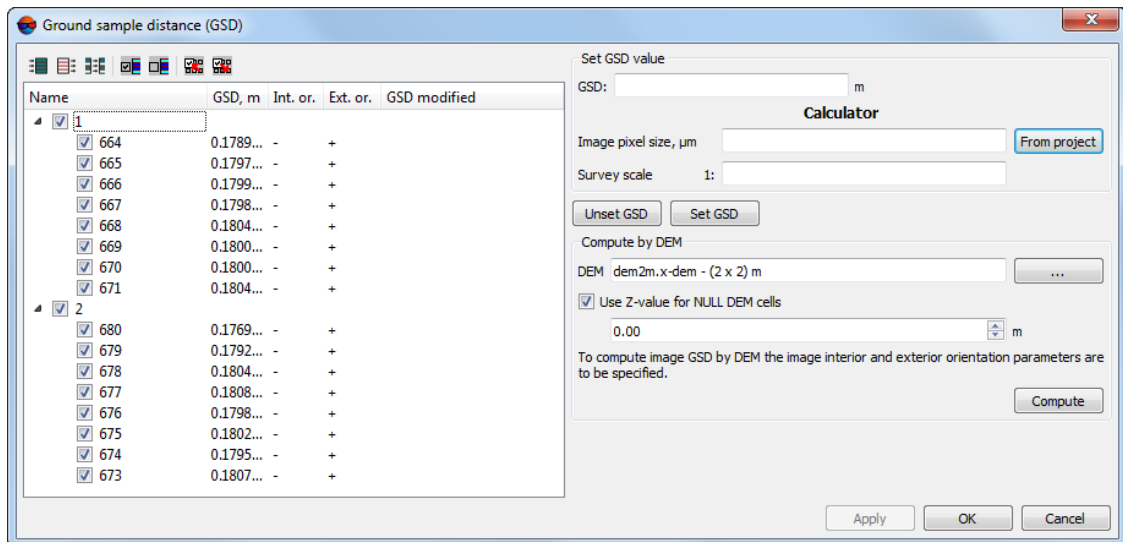 Ground sample distance (GSD)
Name GSD, m Int. or. Ext. or. GSD modified
1
664 0.1789... - +
665 0.1797... - +
666 0.1799... - +
667 0.1798... - +
668 0.1804... - +
669 0.1800... - +
670 0.1800... - +
671 0.1804... - +
2
680 0.1769... - +
679 0.1792... - +
678 0.1804... - +
677 0.1808... - +
676 0.1798... - +
675 0.1802... - +
674 0.1795... - +
673 0.1807... - +
Set GSD value
GSD: m
Calculator
Image pixel size, µm From project
Survey scale 1:
Unset GSD Set GSD
Compute by DEM
DEM dem2m.x-dem - (2 x 2) m ...
Use Z-value for NULL DEM cells
0.00 m
To compute image GSD by DEM the image interior and exterior orientation parameters are
to be specified.
Compute
Apply OK Cancel